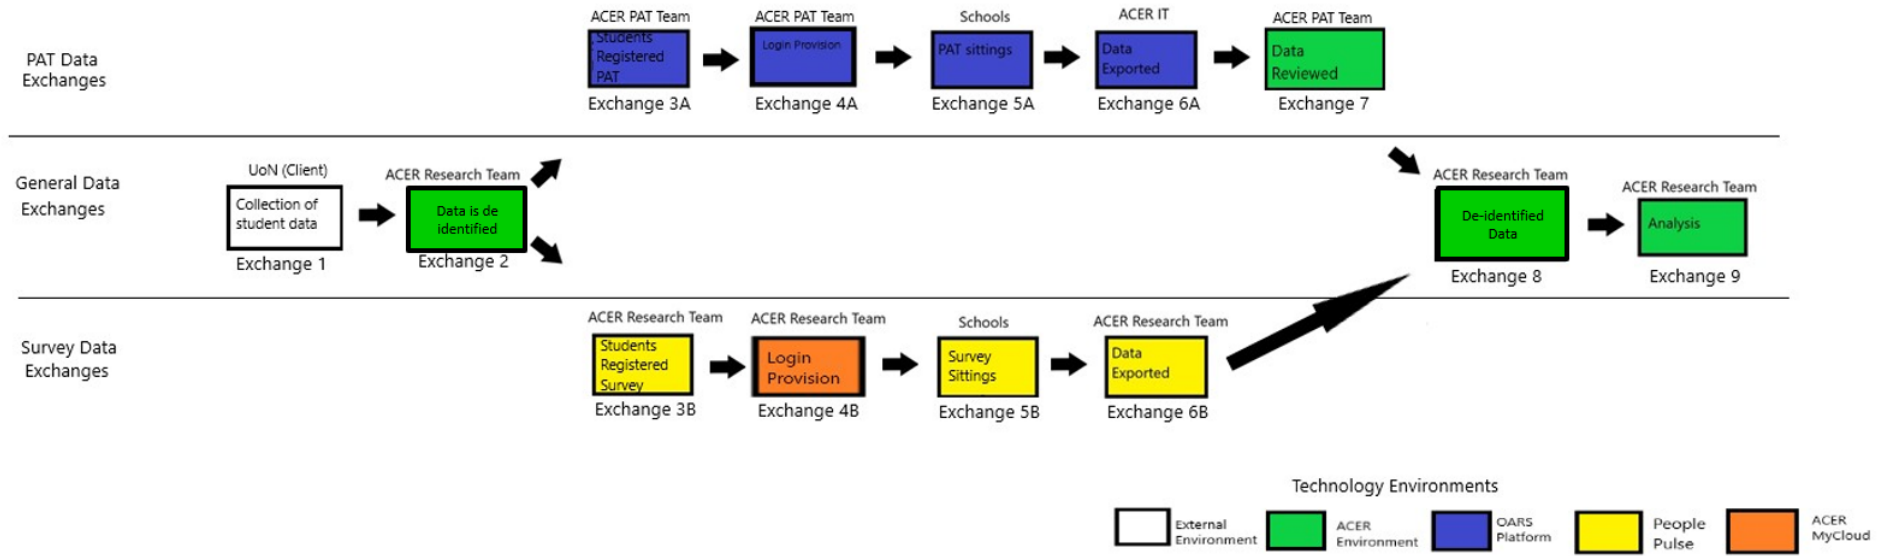 ACER PAT Team
ACER PAT Team
Schools
ACER IT
ACER PAT Team
PAT Data
Exchanges
Students
Registered
PAT
Login Provision
PAT sittings
Data
Exported
Data
Reviewed
Exchange 3A
Exchange 4A
Exchange 5A
Exchange 6A
Exchange 7
General Data
Exchanges
UoN (Client)
ACER Research Team
ACER Research Team
ACER Research Team
Collection of
student data
Data is de
identified
De-identified
Data
Analysis
Exchange 1
Exchange 2
Exchange 8
Exchange 9
Survey Data
Exchanges
ACER Research Team
ACER Research Team
Schools
ACER Research Team
Students
Registered
Survey
Login
Provision
Survey
Sittings
Data
Exported
Exchange 3B
Exchange 4B
Exchange 5B
Exchange 6B
Technology Environments
External
Environment
ACER
Environment
OARS
Platform
People
Pulse
ACER
MyCloud